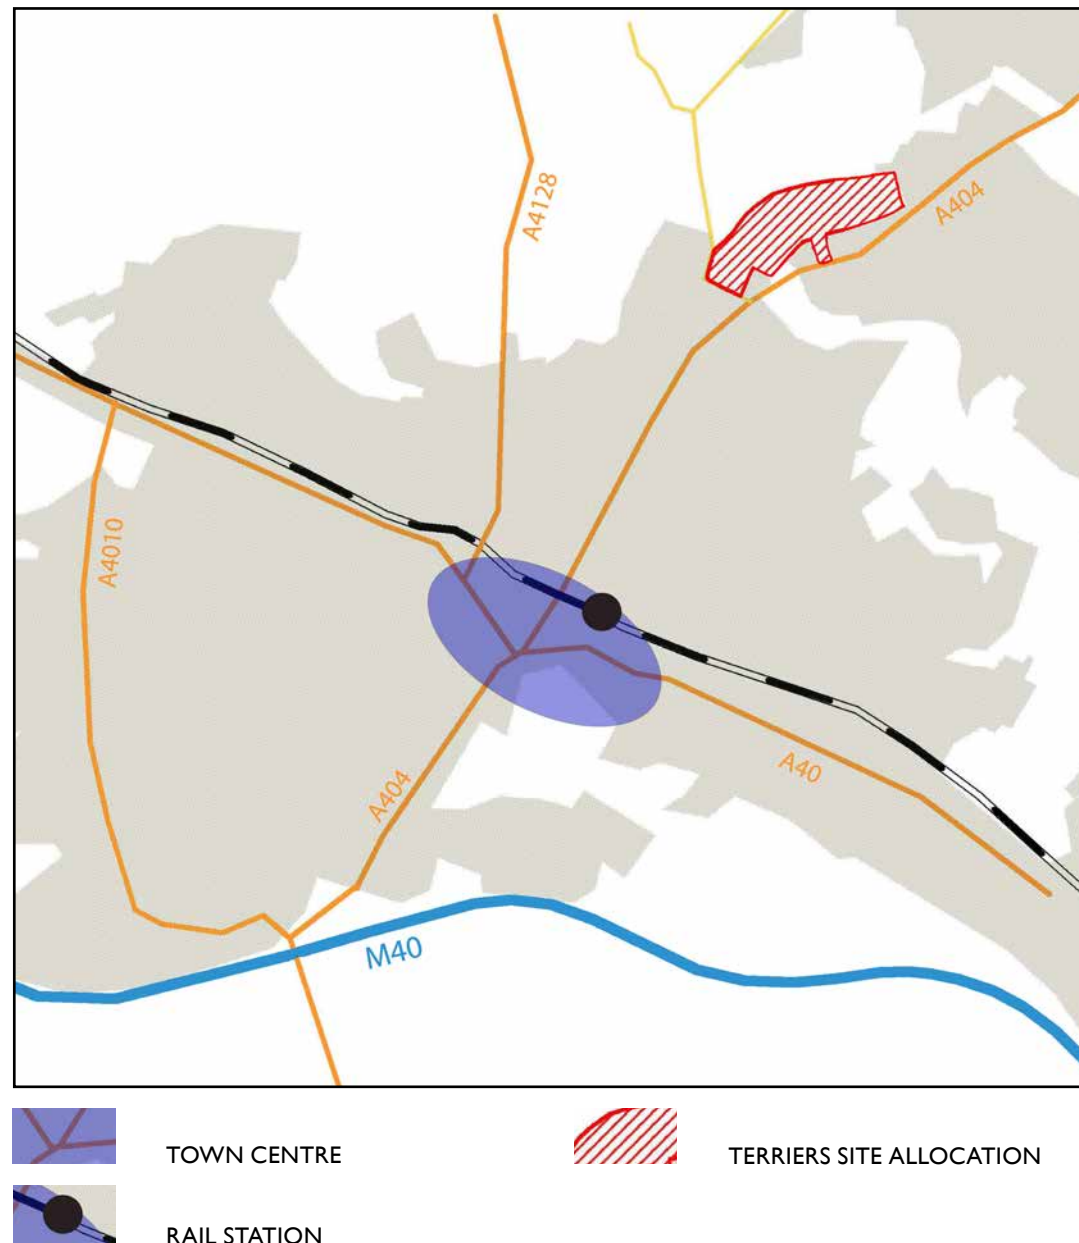 A4128
A404
A4010
A404
A40
M40
TOWN CENTRE
TERRIERS SITE ALLOCATION
RAIL STATION